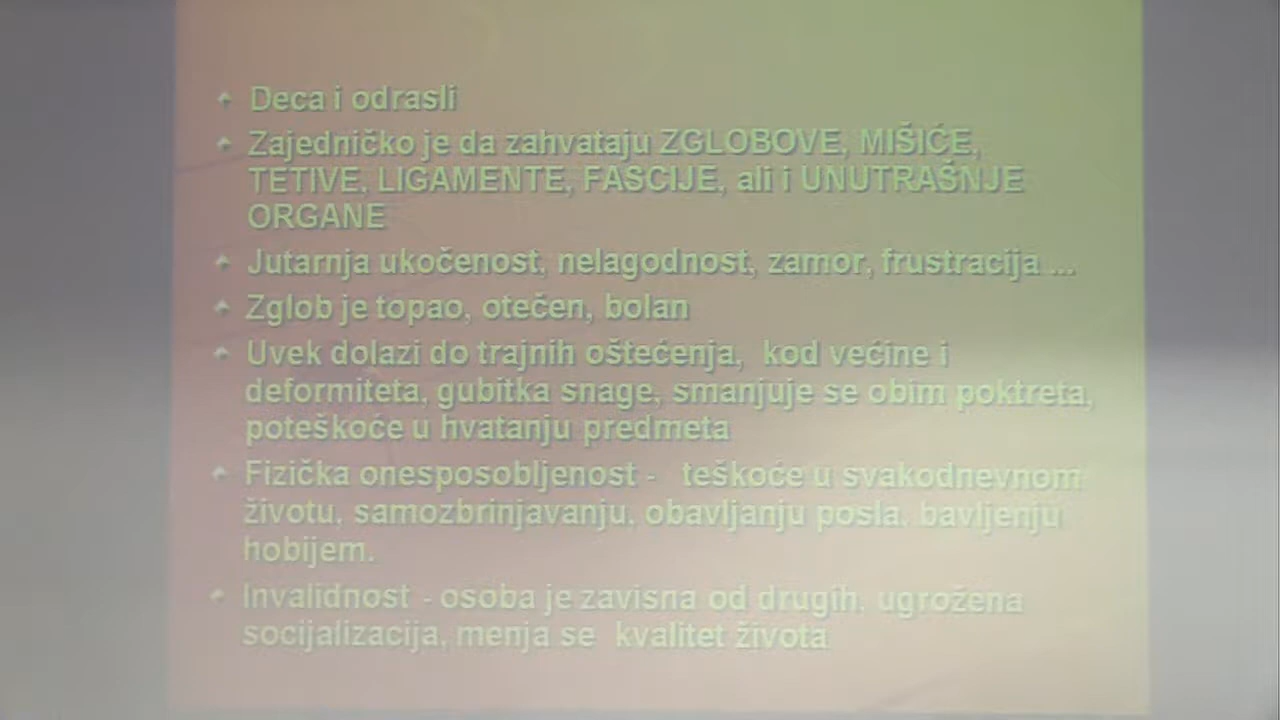 Deca i odrasli
Zajedničko je da zahvataju ZGLOBOVE, MIŠIĆE,
TETIVE, LIGAMENTE, FASCIJE, ali i UNUTRAŠNJE
ORGANE
Jutarnja ukočenost, nelagodnost, zamor, frustracija ...
Zglob je topao, otečen, bolan
Uvek dolazi do trajnih oštećenja, kod većine i
deformiteta, gubitka snage, smanjuje se obim poktreta,
poteškoće u hvatanju predmeta
Fizička onesposobljenost - teškoće u svakodnevnom
životu, samozbrinjavanju, obavljanju posla, bavljenju
hobijem.
Invalidnost - osoba je zavisna od drugih, ugrožena
socijalizacija, menja se kvalitet života